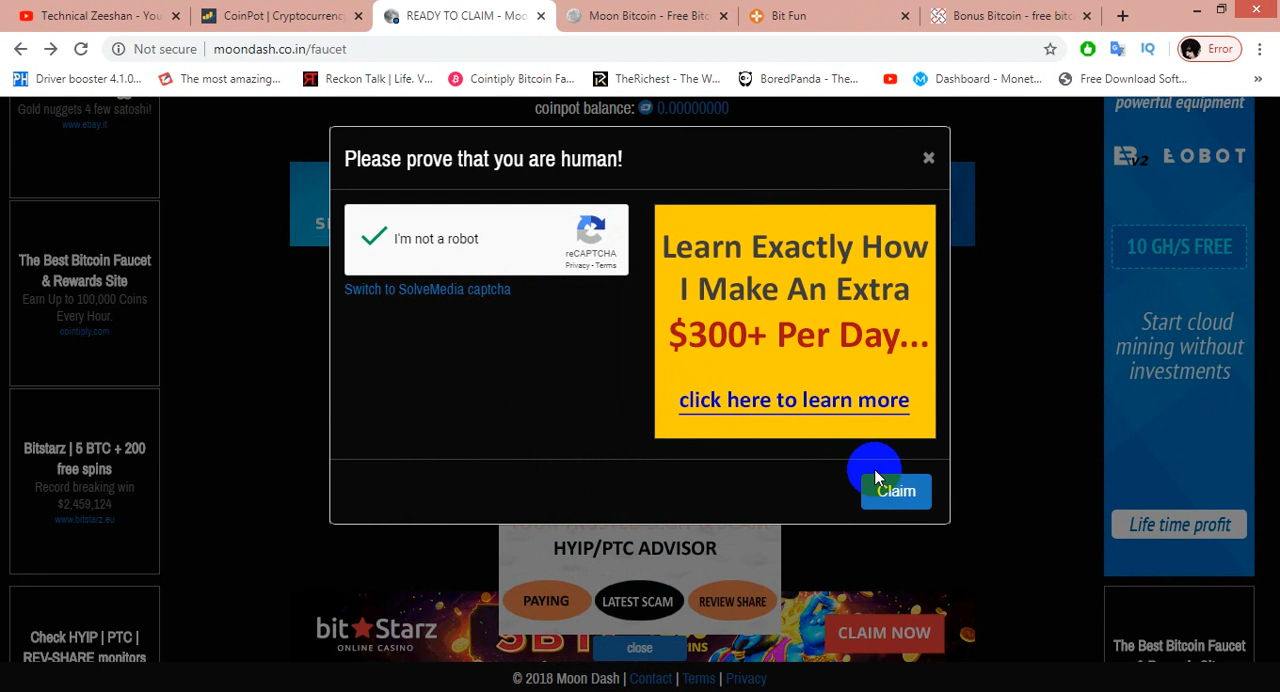 Technical Zeeshan - You
CoinPot | Cryptocurrency
READY TO CLAIM - Moo
Moon Bitcoin - Free Bit
Bit Fun
Bonus Bitcoin - free bitc
Not secure | moondash.co.in/faucet
Error
Driver booster 4.1.0...
The most amazing...
Reckon Talk | Life. V...
Cointiply Bitcoin Fa...
TheRichest - The W...
BoredPanda - The...
Dashboard - Monet...
Free Download Soft...
»
Gold nuggets 4 few satoshi!
www.ebay.it
The Best Bitcoin Faucet
& Rewards Site
Earn Up to 100,000 Coins
Every Hour.
cointiply.com
Bitstarz | 5 BTC + 200
free spins
Record breaking win
$2,459,124
www.bitstarz.eu
Check HYIP | PTC |
REV-SHARE monitors
coinpot balance: 0.00000000
Please prove that you are human!
×
I'm not a robot
reCAPTCHA
Privacy - Terms
Switch to SolveMedia captcha
Learn Exactly How
I Make An Extra
$300+ Per Day...
click here to learn more
Claim
HYIP/PTC ADVISOR
PAYING
LATEST SCAM
REVIEW SHARE
bitStarz
ONLINE CASINO
CLAIM NOW
close
© 2018 Moon Dash | Contact | Terms | Privacy
powerful equipment
EOBOT
10 GH/S FREE
Start cloud
mining without
investments
Life time profit
The Best Bitcoin Faucet